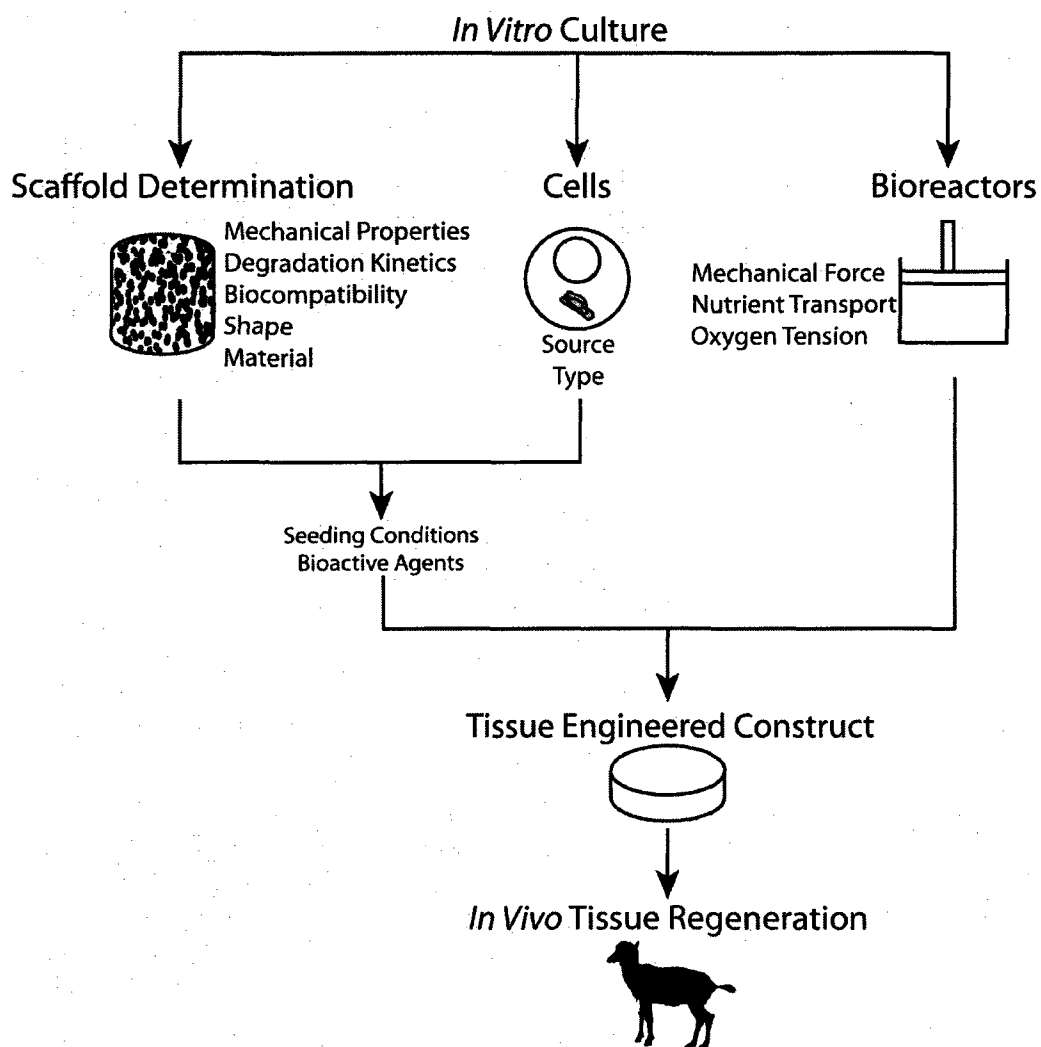 In Vitro Culture
Scaffold Determination
Mechanical Properties
Degradation Kinetics
Biocompatibility
Shape
Material
Cells
Source
Type
Bioreactors
Mechanical Force
Nutrient Transport
Oxygen Tension
Seeding Conditions
Bioactive Agents
Tissue Engineered Construct
In Vivo Tissue Regeneration